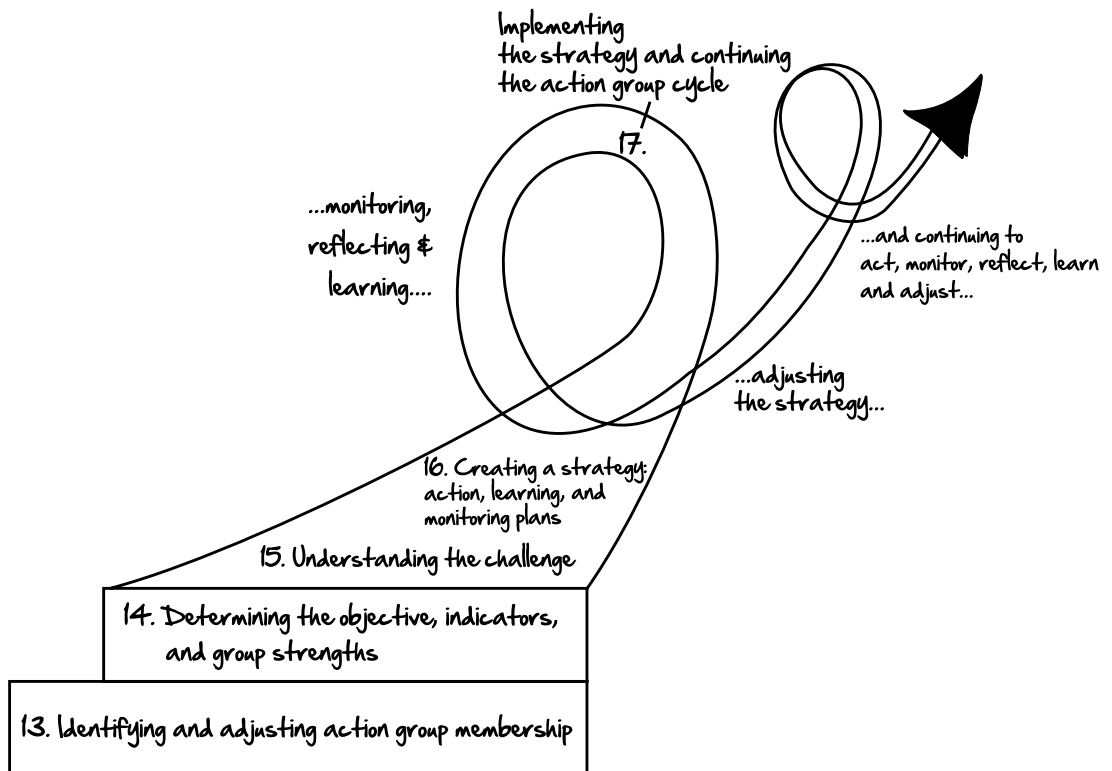 Implementing
the strategy and continuing
the action group cycle
17.
...monitoring,
reflecting &
learning....
...and continuing to
act, monitor, reflect, learn
and adjust...
...adjusting
the strategy...
16. Creating a strategy:
action, learning, and
monitoring plans
15. Understanding the challenge
14. Determining the objective, indicators,
and group strengths
13. Identifying and adjusting action group membership